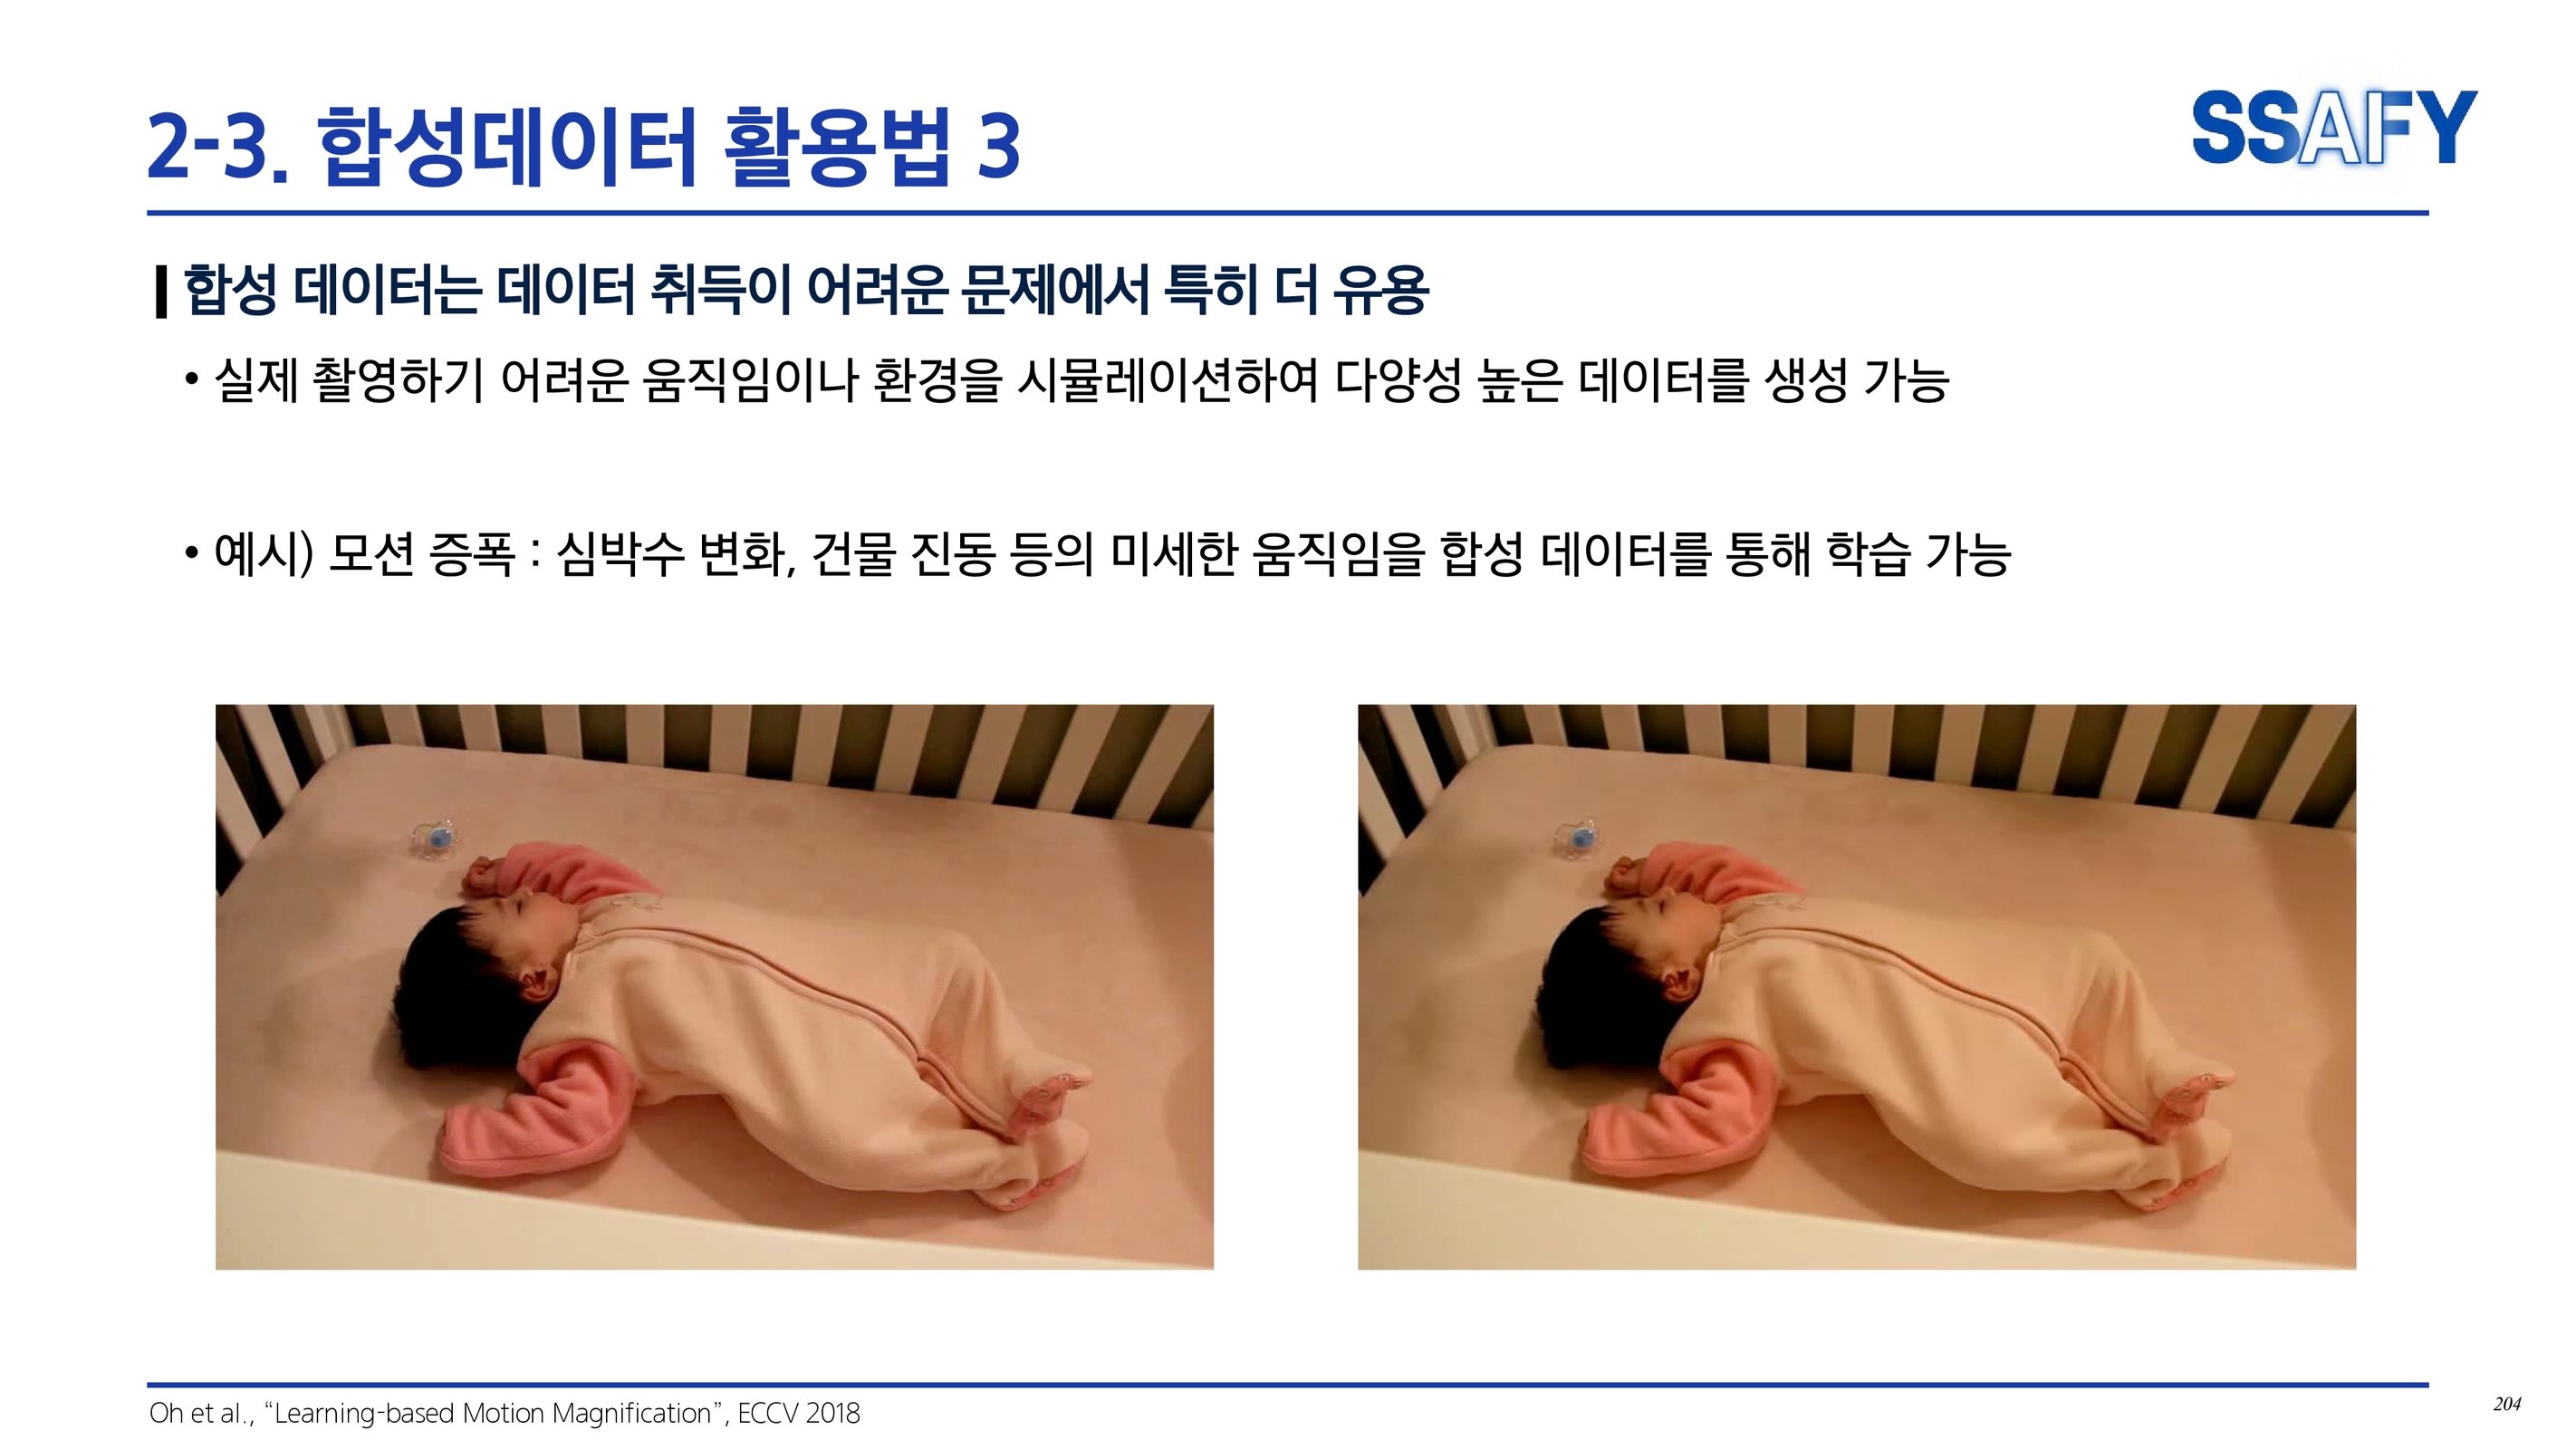 2-3. 합성데이터 활용법 3
SSAFY
합성 데이터는 데이터 취득이 어려운 문제에서 특히 더 유용
• 실제 촬영하기 어려운 움직임이나 환경을 시뮬레이션하여 다양성 높은 데이터를 생성 가능
• 예시) 모션 증폭 : 심박수 변화, 건물 진동 등의 미세한 움직임을 합성 데이터를 통해 학습 가능
Oh et al., “Learning-based Motion Magnification”, ECCV 2018
204